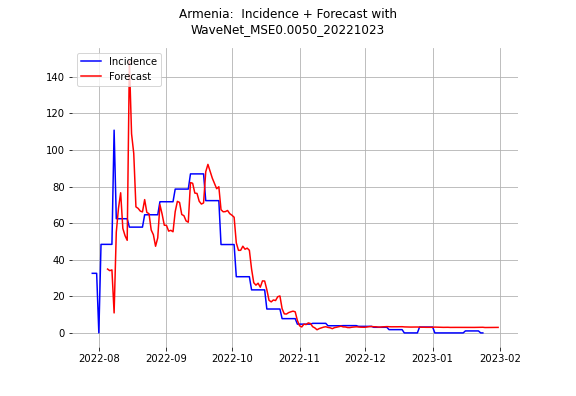 Armenia:  Incidence + Forecast with
WaveNet_MSE0.0050_20221023
Incidence
Forecast
140
120
100
80
60
40
20
0
2022-08 2022-09 2022-10 2022-11 2022-12 2023-01 2023-02